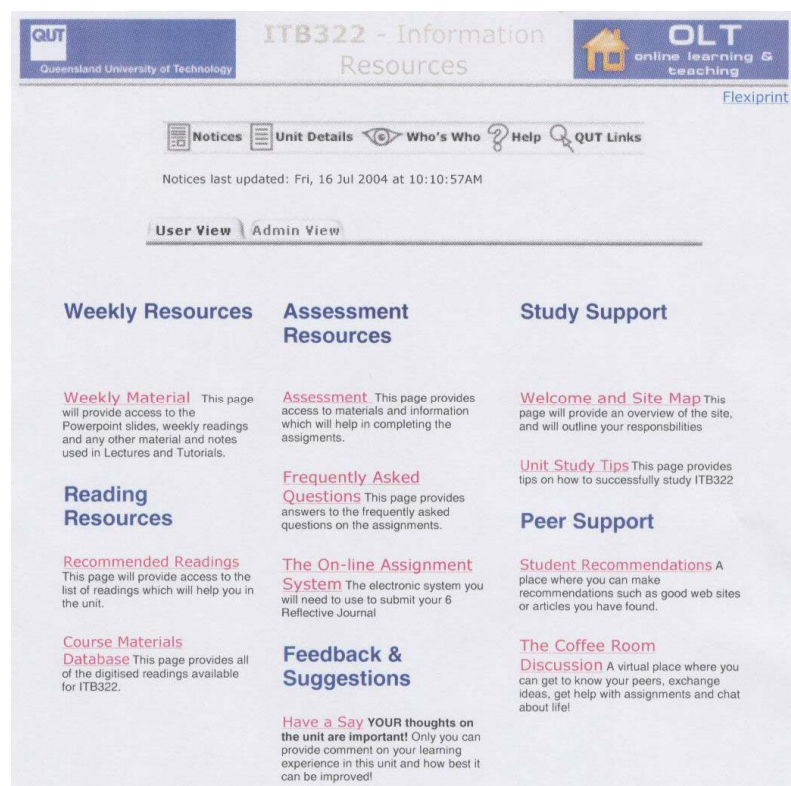 QUT
Queensland University of Technology
ITB322 - Information
Resources
OLT
online learning &
teaching
Flexiprint
Notices
Unit Details
Who's Who
Help
QUT Links
Notices last updated: Fri, 16 Jul 2004 at 10:10:57AM
User View
Admin View
Weekly Resources
Weekly Material This page
will provide access to the
Powerpoint slides, weekly readings
and any other material and notes
used in Lectures and Tutorials.
Reading
Resources
Recommended Readings
This page will provide access to the
list of readings which will help you in
the unit.
Course Materials
Database This page provides all
of the digitised readings available
for ITB322.
Assessment
Resources
Assessment This page provides
access to materials and information
which will help in completing the
assigments.
Frequently Asked
Questions This page provides
answers to the frequently asked
questions on the assignments.
The On-line Assignment
System The electronic system you
will need to use to submit your 6
Reflective Journal
Feedback &
Suggestions
Have a Say YOUR thoughts on
the unit are important! Only you can
provide comment on your learning
experience in this unit and how best it
can be improved!
Study Support
Welcome and Site Map This
page will provide an overview of the site,
and will outline your responsbilities
Unit Study Tips This page provides
tips on how to successfully study ITB322
Peer Support
Student Recommendations A
place where you can make
recommendations such as good web sites
or articles you have found.
The Coffee Room
Discussion A virtual place where you
can get to know your peers, exchange
ideas, get help with assignments and chat
about life!